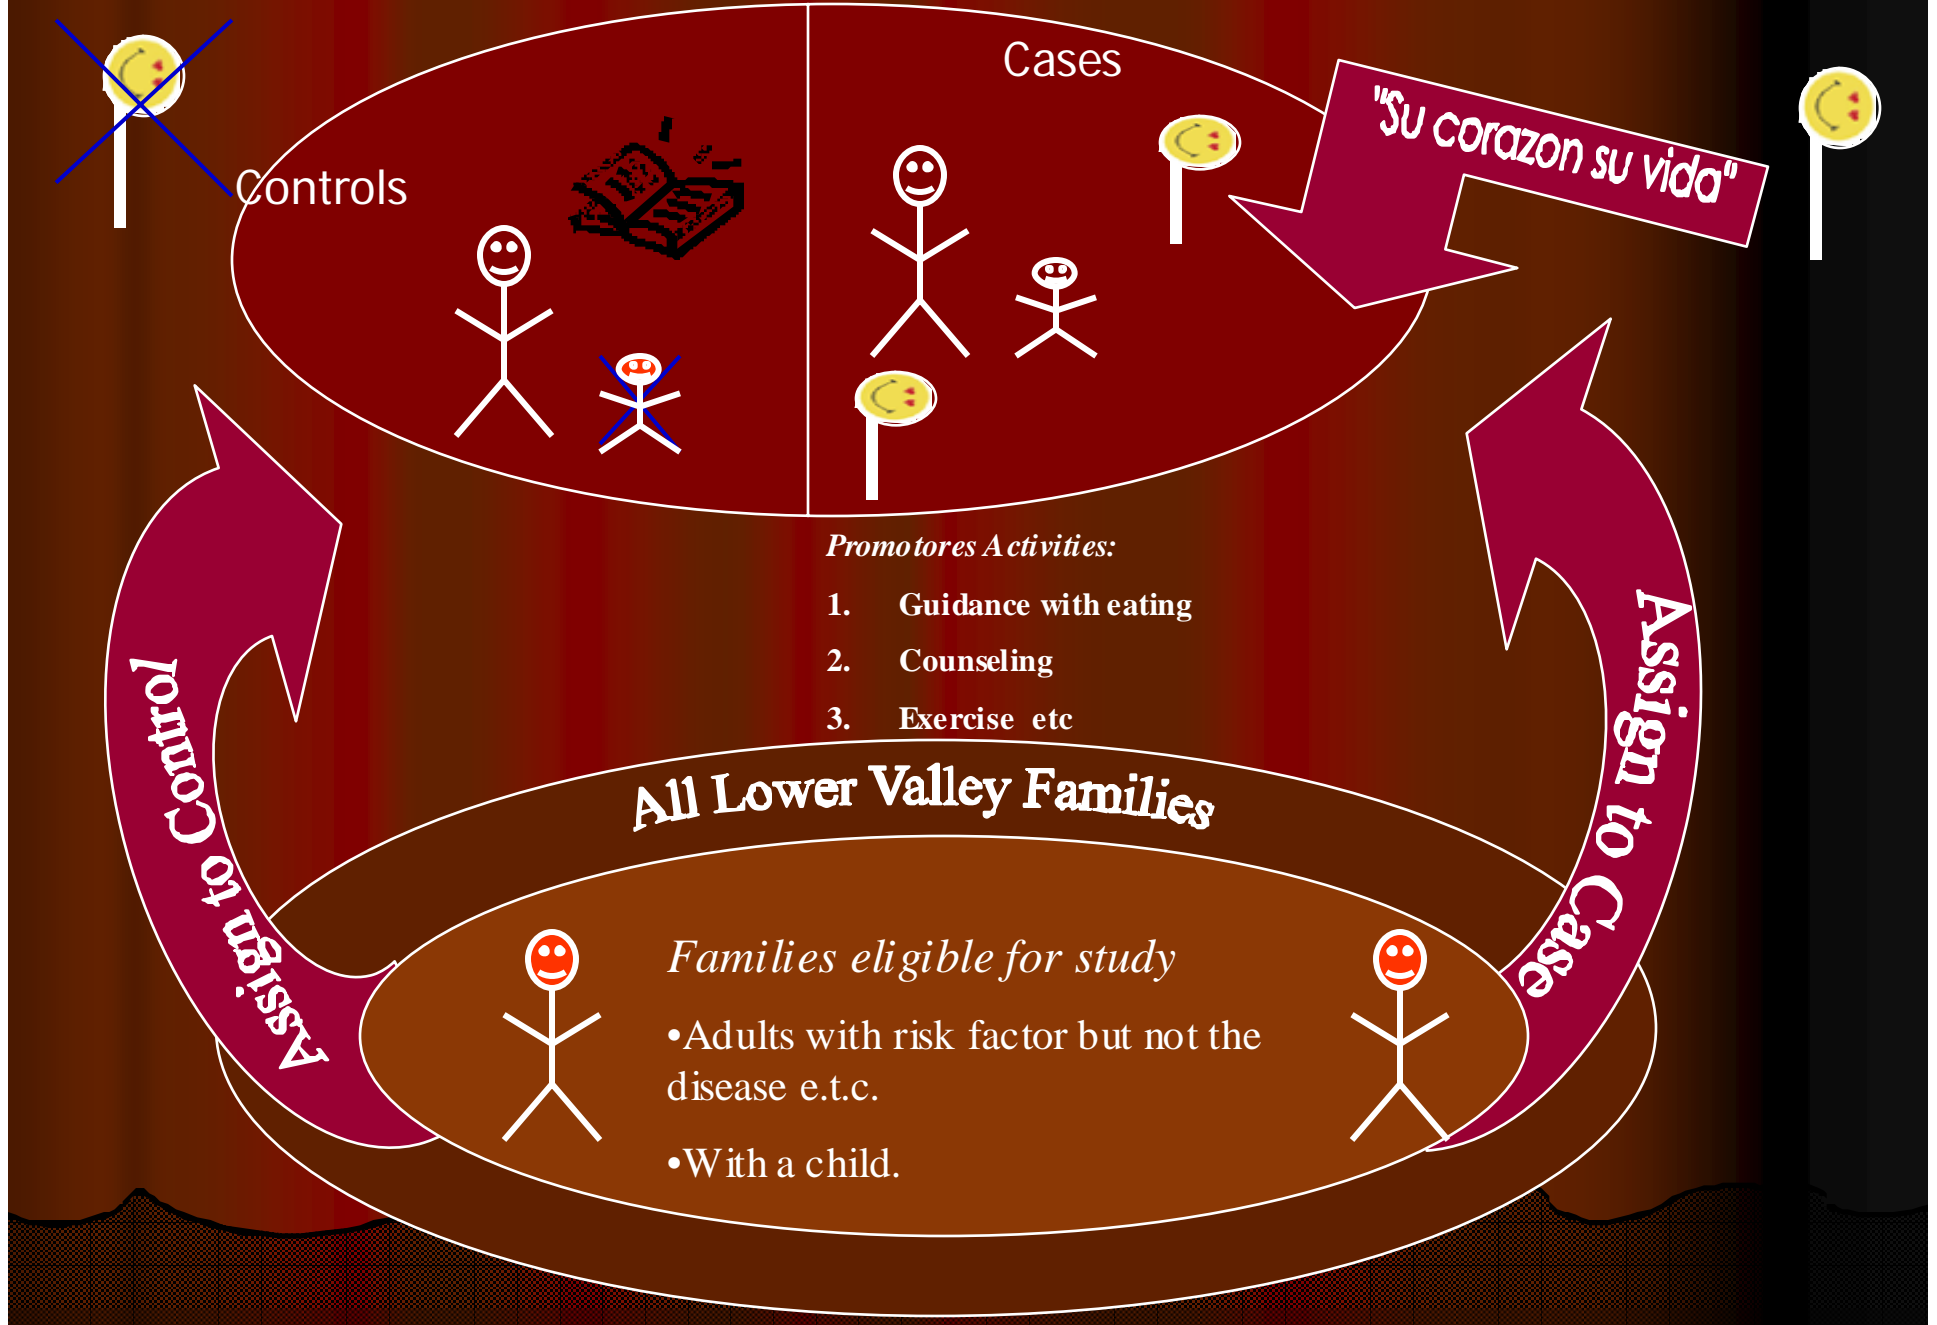 Cases
"Su corazon su vida"
Controls
Promotores Activities:
1. Guidance with eating
2. Counseling
3. Exercise etc
Assign to Control
Assign to Case
All Lower Valley Families
Families eligible for study
•Adults with risk factor but not the
disease e.t.c.
•With a child.